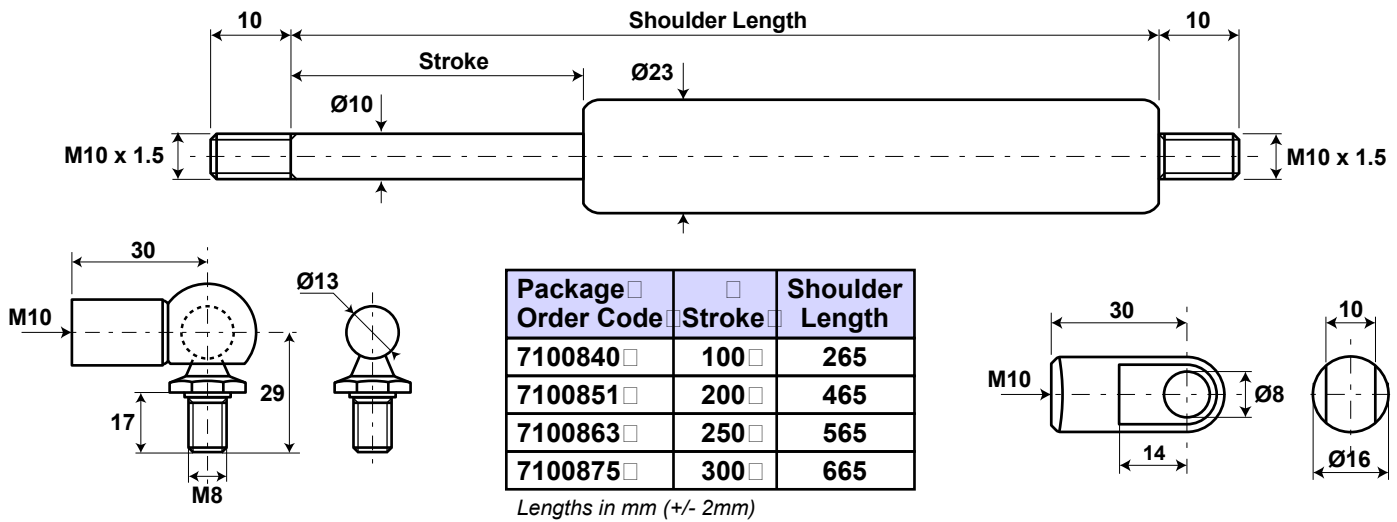 10 Shoulder Length 10
Stroke
Ø23
Ø10
M10 x 1.5 M10 x 1.5
30
Ø13
M10
29
17
M8
Package Stroke Shoulder
Order Code Length
7100840 100 265
7100851 200 465
7100863 250 565
7100875 300 665
Lengths in mm (+/- 2mm)
30 10
M10
Ø8
14
Ø16